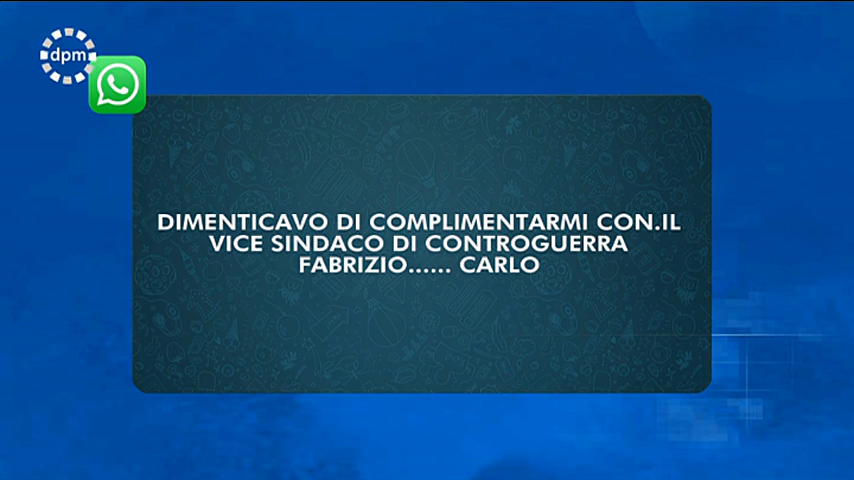 dpm
DIMENTICAVO DI COMPLIMENTARMI CON.IL
VICE SINDACO DI CONTROGUERRA
FABRIZIO...... CARLO